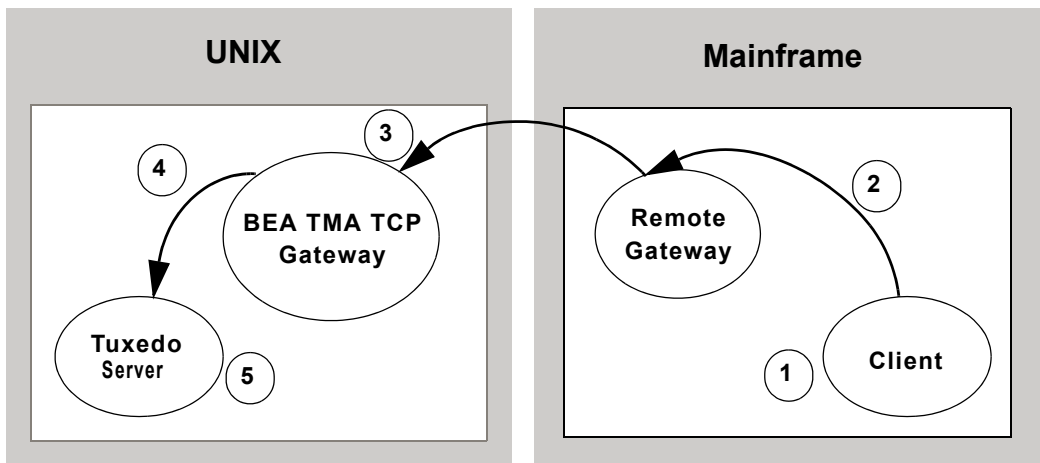 UNIX
3
4
BEA TMA TCP
Gateway
Tuxedo
Server
5
Mainframe
2
Remote
Gateway
1
Client